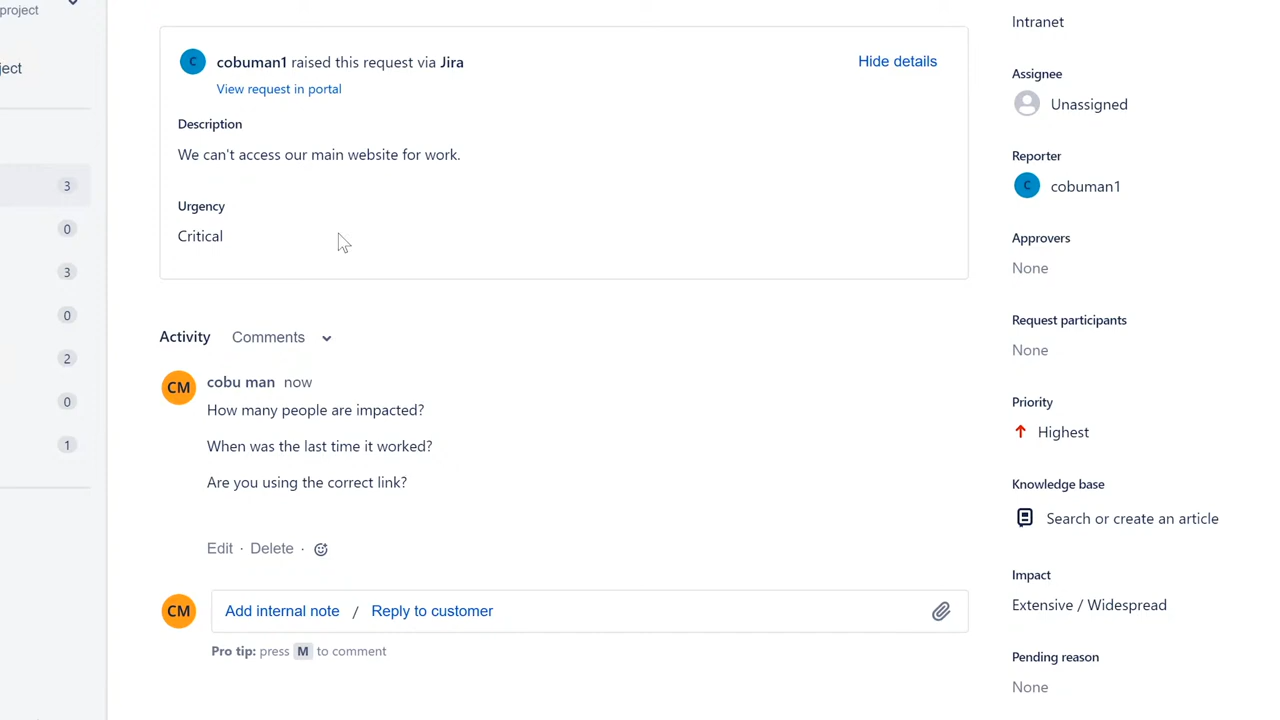 project
ject
3
0
3
0
2
0
1
C
cobuman1 raised this request via Jira
Hide details
View request in portal
Description
We can't access our main website for work.
Urgency
Critical
Activity
Comments
CM
cobu man now
How many people are impacted?
When was the last time it worked?
Are you using the correct link?
Edit · Delete ·
CM
Add internal note / Reply to customer
Pro tip: press M to comment
Intranet
Assignee
Unassigned
Reporter
C
cobuman1
Approvers
None
Request participants
None
Priority
Highest
Knowledge base
Search or create an article
Impact
Extensive / Widespread
Pending reason
None